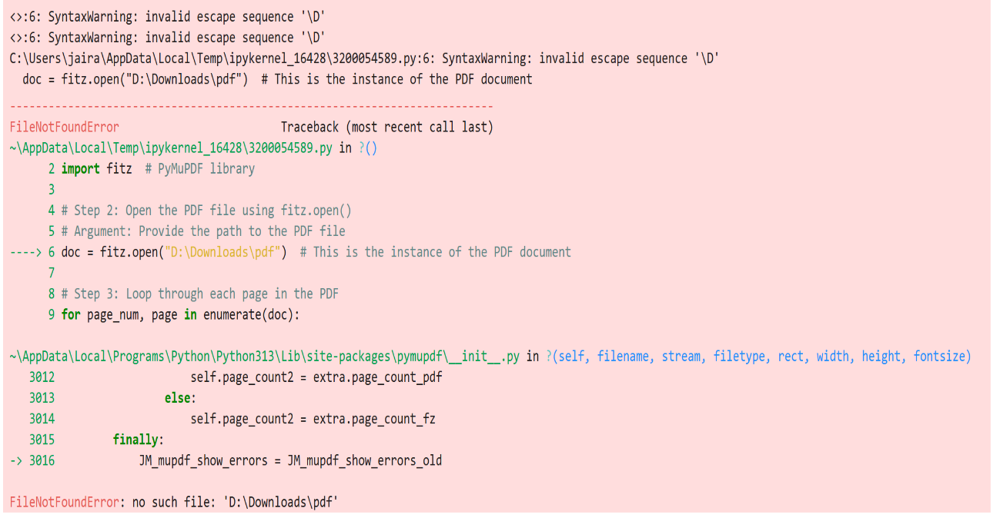 <>:6: SyntaxWarning: invalid escape sequence '\D'
<>:6: SyntaxWarning: invalid escape sequence '\D'
C:\Users\jaira\AppData\Local\Temp\ipykernel_16428\3200054589.py:6: SyntaxWarning: invalid escape sequence '\D'
  doc = fitz.open("D:\Downloads\pdf")  # This is the instance of the PDF document
---------------------------------------------------------------------------
FileNotFoundError                         Traceback (most recent call last)
~\AppData\Local\Temp\ipykernel_16428\3200054589.py in ?()
      2 import fitz  # PyMuPDF library
      3
      4 # Step 2: Open the PDF file using fitz.open()
      5 # Argument: Provide the path to the PDF file
----> 6 doc = fitz.open("D:\Downloads\pdf")  # This is the instance of the PDF document
      7
      8 # Step 3: Loop through each page in the PDF
      9 for page_num, page in enumerate(doc):

~\AppData\Local\Programs\Python\Python313\Lib\site-packages\pymupdf\__init__.py in ?(self, filename, stream, filetype, rect, width, height, fontsize)
   3012                     self.page_count2 = extra.page_count_pdf
   3013                 else:
   3014                     self.page_count2 = extra.page_count_fz
   3015         finally:
-> 3016             JM_mupdf_show_errors = JM_mupdf_show_errors_old

FileNotFoundError: no such file: 'D:\Downloads\pdf'